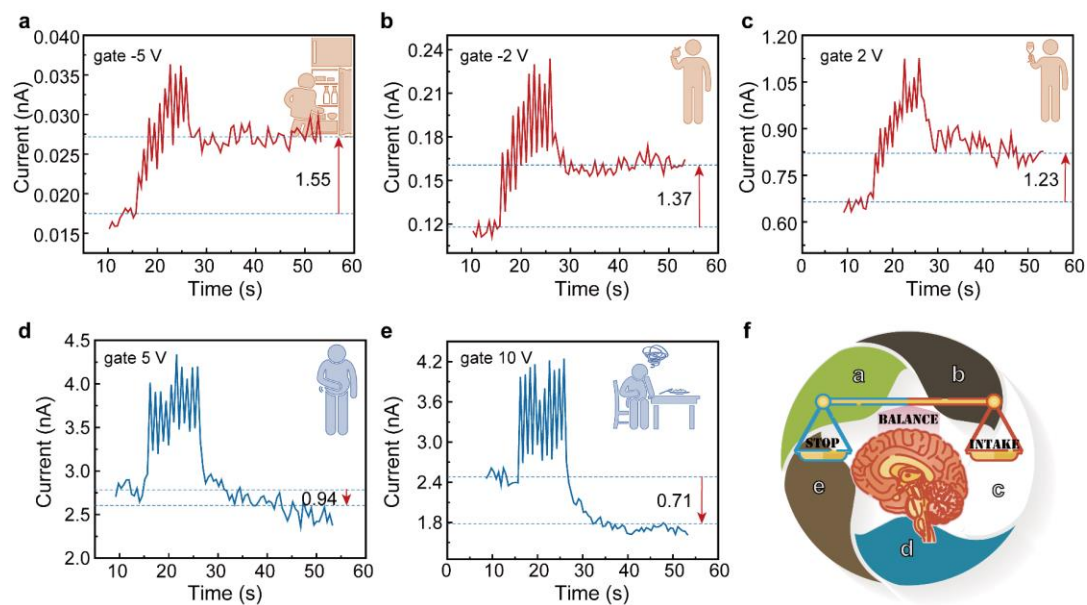 a
gate -5 V
Current (nA)
0.040
0.035
0.030
0.025
0.020
0.015
1.55
0 10 20 30 40 50 60
Time (s)
b
gate -2 V
Current (nA)
0.24
0.21
0.18
0.16
0.12
1.37
0 10 20 30 40 50 60
Time (s)
c
gate 2 V
Current (nA)
1.20
1.05
0.90
0.75
0.60
1.23
0 10 20 30 40 50 60
Time (s)
d
gate 5 V
Current (nA)
4.5
4.0
3.5
3.0
2.5
2.0
0.94
0 10 20 30 40 50 60
Time (s)
e
gate 10 V
Current (nA)
4.2
3.6
3.0
2.4
1.8
0.71
0 10 20 30 40 50 60
Time (s)
f
a
b
BALANCE
STOP
INTAKE
e
c
d